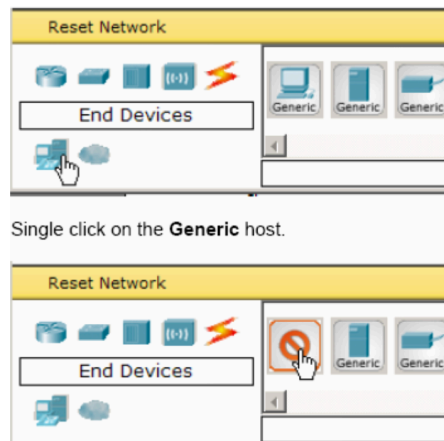 Reset Network
Generic Generic Generic
End Devices
Single click on the Generic host.
Reset Network
Generic Generic
End Devices